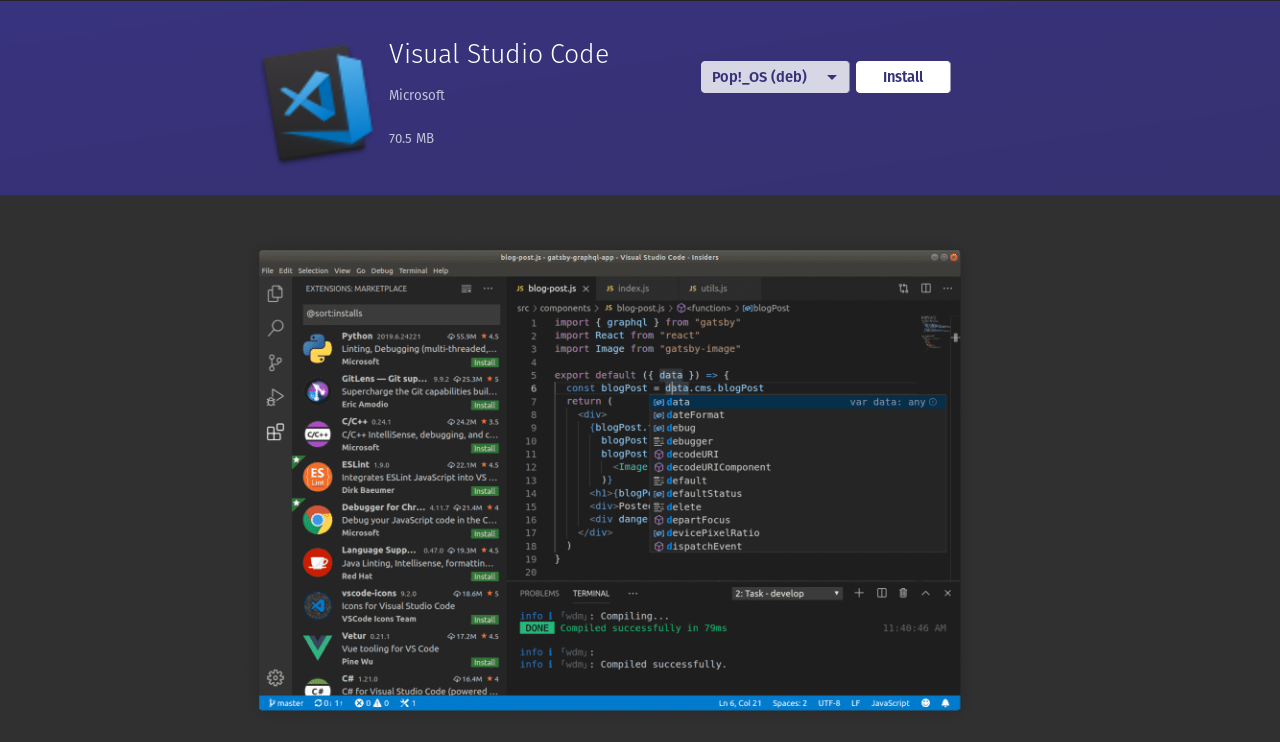 Visual Studio Code
Microsoft
70.5 MB
Pop!_OS (deb)
Install
blog-post.js - gatsby-graphql-app - Visual Studio Code - Insiders
File Edit Selection View Go Debug Terminal Help
EXTENSIONS: MARKETPLACE
@sort:installs
Python 2019.6.24221 55.9M 4.5
Linting, Debugging (multi-threaded,...
Microsoft Install
GitLens — Git sup... 9.9.2 25.3M 5
Supercharge the Git capabilities buil...
Eric Amodio Install
C/C++ 0.24.1 24.2M 3.5
C/C++ IntelliSense, debugging, and c...
Microsoft Install
ESLint 1.9.0 22.1M 4.5
Integrates ESLint JavaScript into VS ...
Dirk Baeumer Install
Debugger for Chr... 4.11.7 21.4M 4
Debug your JavaScript code in the C...
Microsoft Install
Language Supp... 0.47.0 19.3M 4.5
Java Linting, Intellisense, formattin...
Red Hat Install
vscode-icons 9.2.0 18.6M 5
Icons for Visual Studio Code
VSCode Icons Team Install
Vetur 0.21.1 17.2M 4.5
Vue tooling for VS Code
Pine Wu Install
C# 1.21.0 16.4M 4
C# for Visual Studio Code (powered ...
C/C++
ES
Lint
C#
JS blog-post.js JS index.js JS utils.js
src > components > JS blog-post.js > <function> > blogPost
1 import { graphql } from "gatsby"
2 import React from "react"
3 import Image from "gatsby-image"
4
5 export default ({ data }) => {
6 const blogPost = data.cms.blogPost
7 return (
8 <div>
9 {blogPost.
10 blogPost
11 blogPost
12 <Image
13 )}
14 <h1>{blogPo
15 <div>Poste
16 <div dange
17 </div>
18 )
19 }
20
data var data: any
dateFormat
debug
debugger
decodeURI
decodeURIComponent
default
defaultStatus
delete
departFocus
devicePixelRatio
dispatchEvent
PROBLEMS TERMINAL ... 2: Task - develop
info i 「wdm」: Compiling...
DONE Compiled successfully in 79ms 11:40:46 AM
info i 「wdm」:
info i 「wdm」: Compiled successfully.
master 0↓ 1↑ 0 0 1 Ln 6, Col 21 Spaces: 2 UTF-8 LF JavaScript